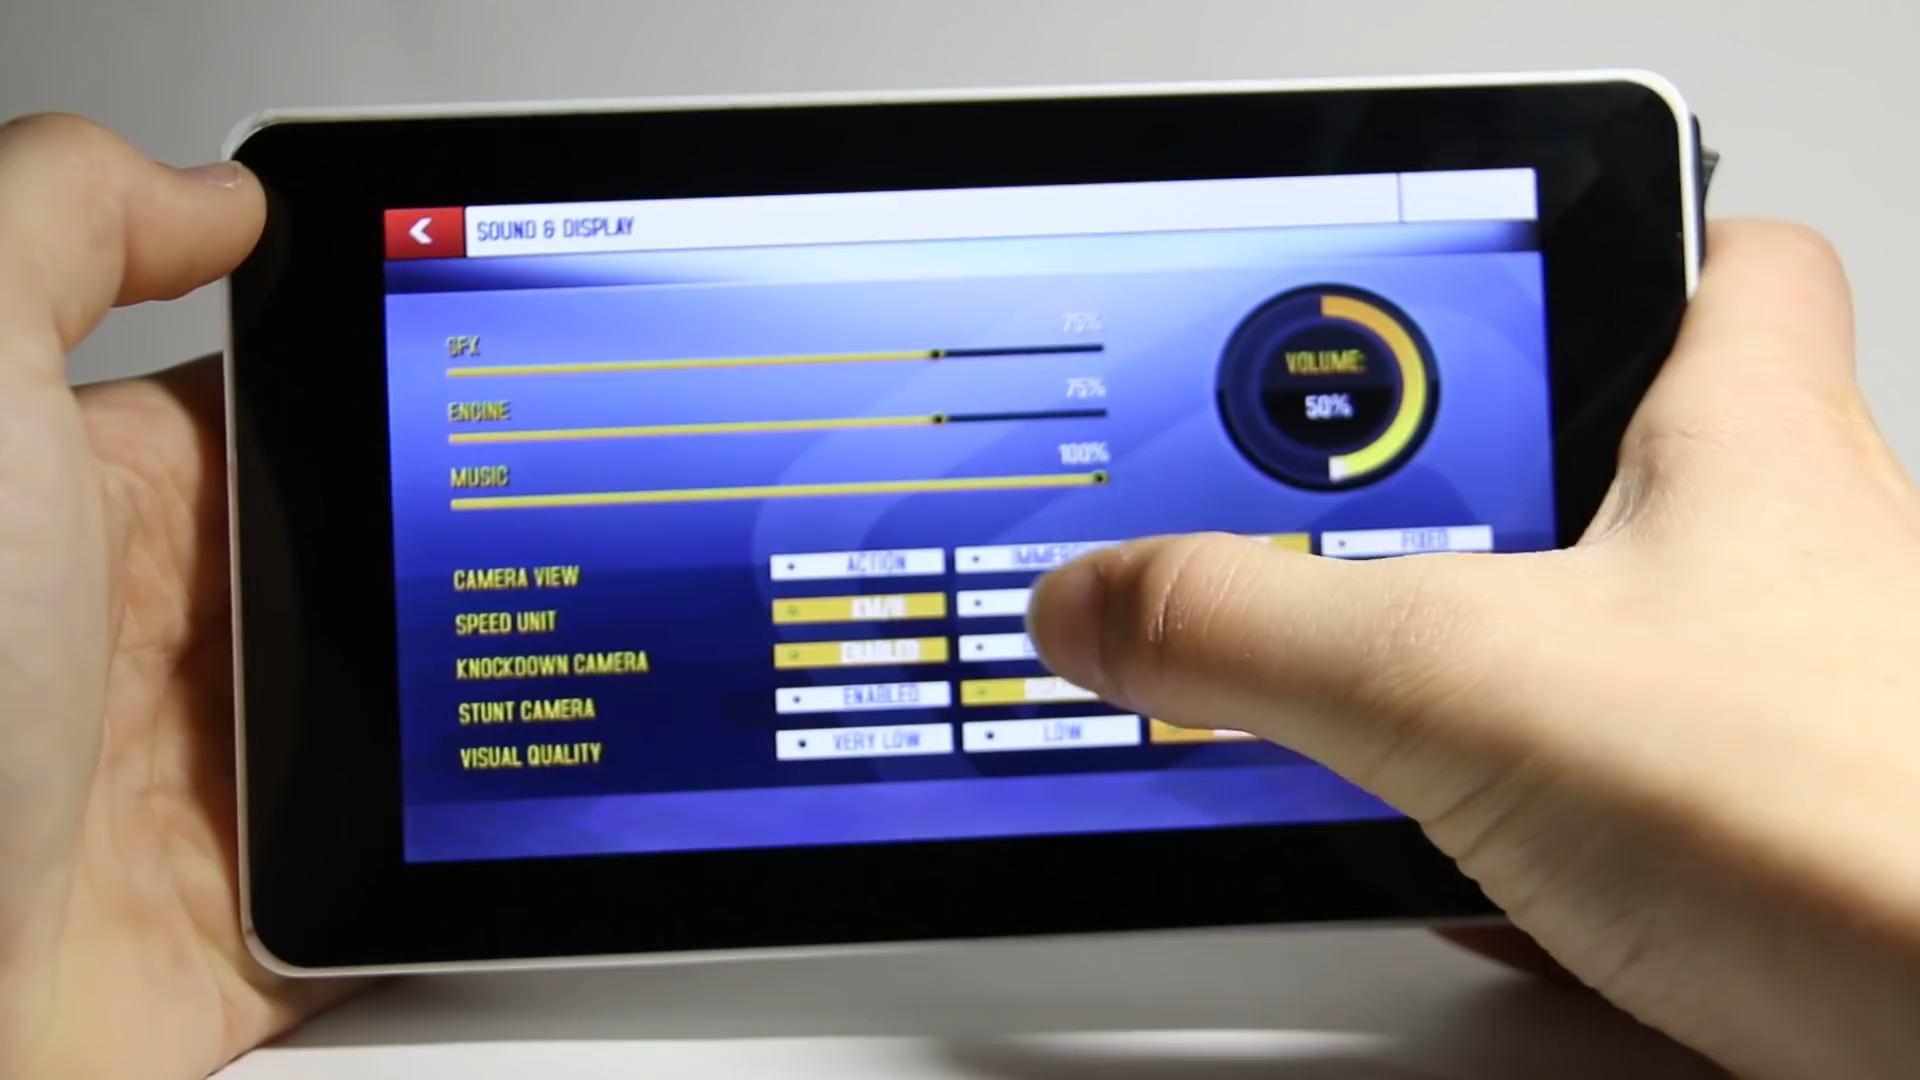 SOUND & DISPLAY
SFX 75%
ENGINE 75%
MUSIC 100%
VOLUME:
50%
CAMERA VIEW ACTION FIXED
SPEED UNIT KM/H
KNOCKDOWN CAMERA
STUNT CAMERA ENABLED
VISUAL QUALITY VERY LOW LOW